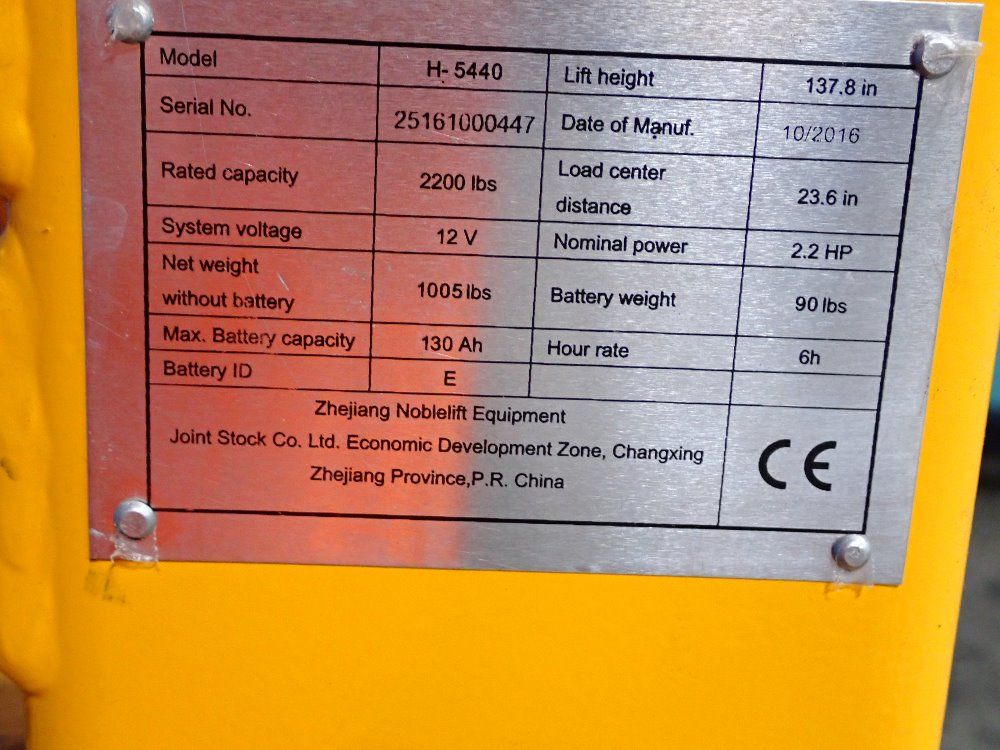 Model H- 5440 Lift height 137.8 in
Serial No. 25161000447 Date of Manuf. 10/2016
Rated capacity 2200 lbs Load center
distance 23.6 in
System voltage 12 V Nominal power 2.2 HP
Net weight
without battery 1005 lbs Battery weight 90 lbs
Max. Battery capacity 130 Ah Hour rate 6h
Battery ID E
Zhejiang Noblelift Equipment
Joint Stock Co. Ltd. Economic Development Zone, Changxing
Zhejiang Province,P.R. China
CE